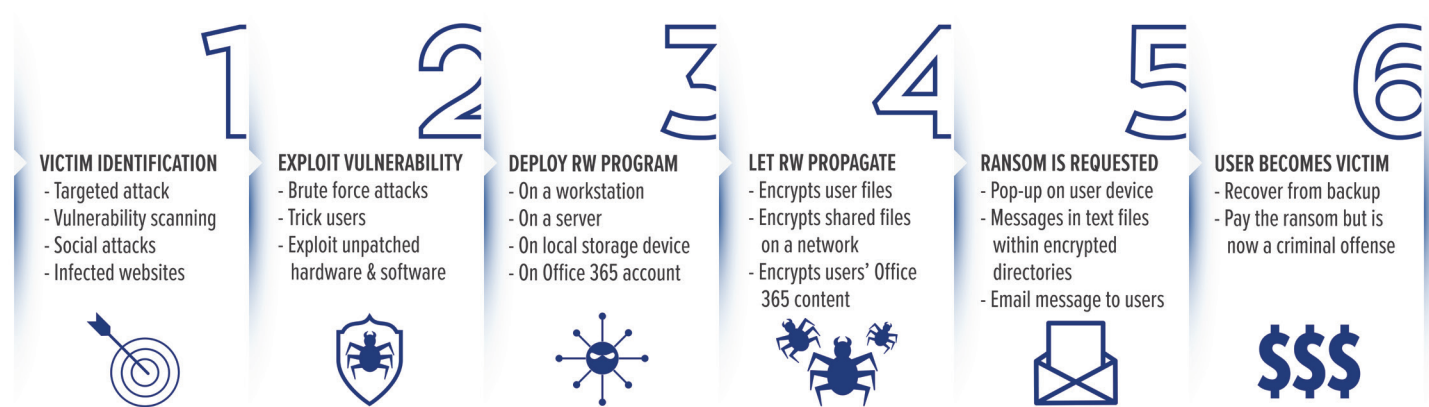 1
VICTIM IDENTIFICATION
- Targeted attack
- Vulnerability scanning
- Social attacks
- Infected websites
2
EXPLOIT VULNERABILITY
- Brute force attacks
- Trick users
- Exploit unpatched
hardware & software
3
DEPLOY RW PROGRAM
- On a workstation
- On a server
- On local storage device
- On Office 365 account
4
LET RW PROPAGATE
- Encrypts user files
- Encrypts shared files
on a network
- Encrypts users' Office
365 content
5
RANSOM IS REQUESTED
- Pop-up on user device
- Messages in text files
within encrypted
directories
- Email message to users
6
USER BECOMES VICTIM
- Recover from backup
- Pay the ransom but is
now a criminal offense
$$$